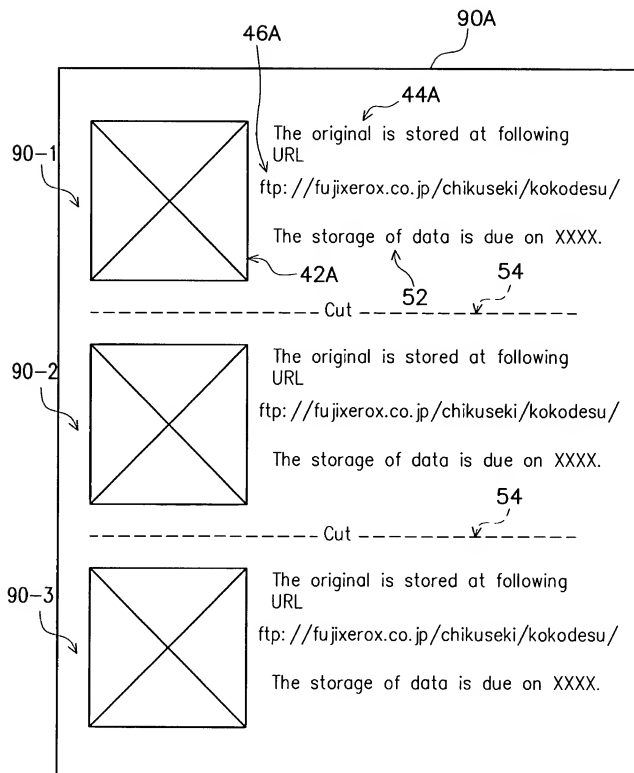 90A
46A
44A
The original is stored at following
URL
90-1
ftp://fujixerox.co.jp/chikuseki/kokodesu/
The storage of data is due on XXXX.
42A
52
54
Cut
The original is stored at following
URL
90-2
ftp://fujixerox.co.jp/chikuseki/kokodesu/
The storage of data is due on XXXX.
54
Cut
The original is stored at following
URL
90-3
ftp://fujixerox.co.jp/chikuseki/kokodesu/
The storage of data is due on XXXX.